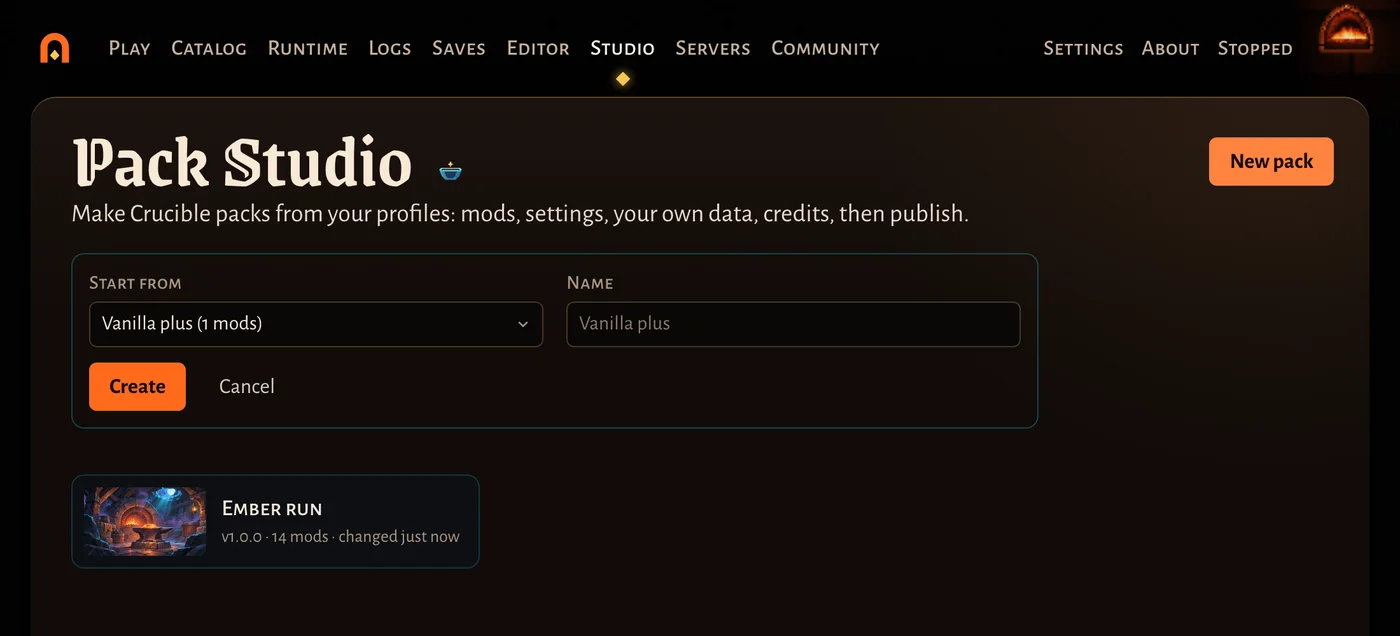 Play Catalog Runtime Logs Saves Editor Studio Servers Community Settings About Stopped
Pack Studio
New pack
Make Crucible packs from your profiles: mods, settings, your own data, credits, then publish.
Start from Name
Vanilla plus (1 mods) Vanilla plus
Create Cancel
Ember run
v1.0.0 · 14 mods · changed just now